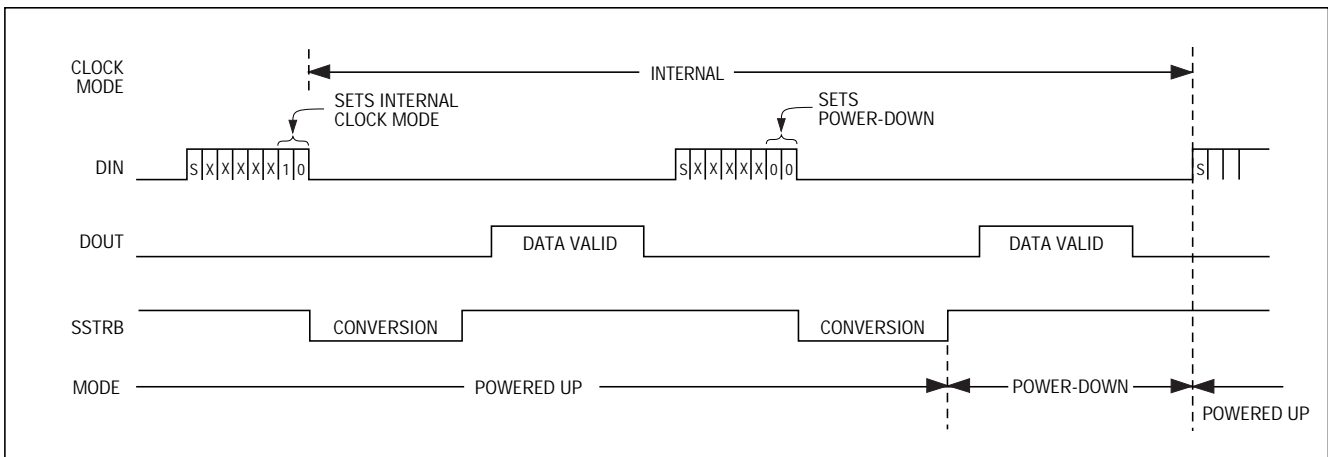 CLOCK
MODE
INTERNAL
SETS INTERNAL
CLOCK MODE
SETS
POWER-DOWN
DIN
S X X X X X 1 0
S X X X X X 0 0
S
DOUT
DATA VALID
DATA VALID
SSTRB
CONVERSION
CONVERSION
MODE
POWERED UP
POWER-DOWN
POWERED UP